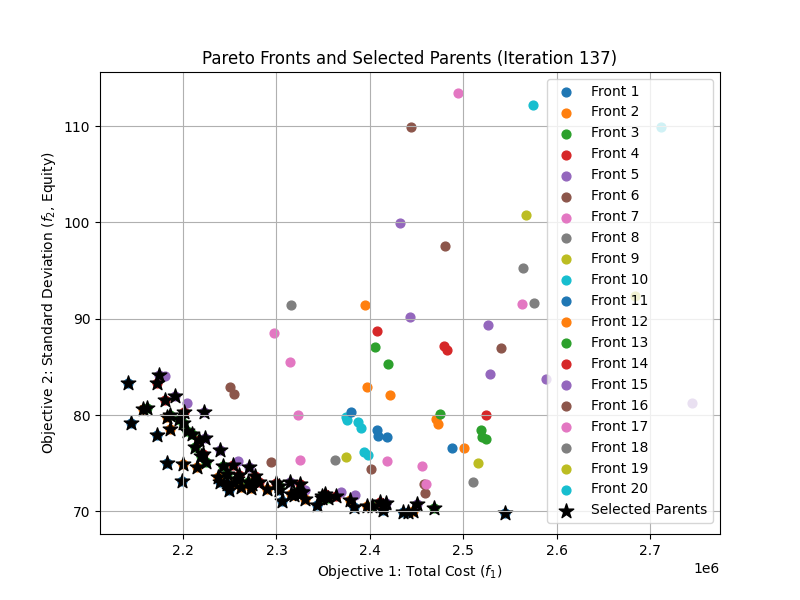 Pareto Fronts and Selected Parents (Iteration 137)
Objective 2: Standard Deviation (f₂, Equity)
110
100
90
80
70
2.2
2.3
2.4
2.5
2.6
2.7
1e6
Objective 1: Total Cost (f₁)
Front 1
Front 2
Front 3
Front 4
Front 5
Front 6
Front 7
Front 8
Front 9
Front 10
Front 11
Front 12
Front 13
Front 14
Front 15
Front 16
Front 17
Front 18
Front 19
Front 20
Selected Parents